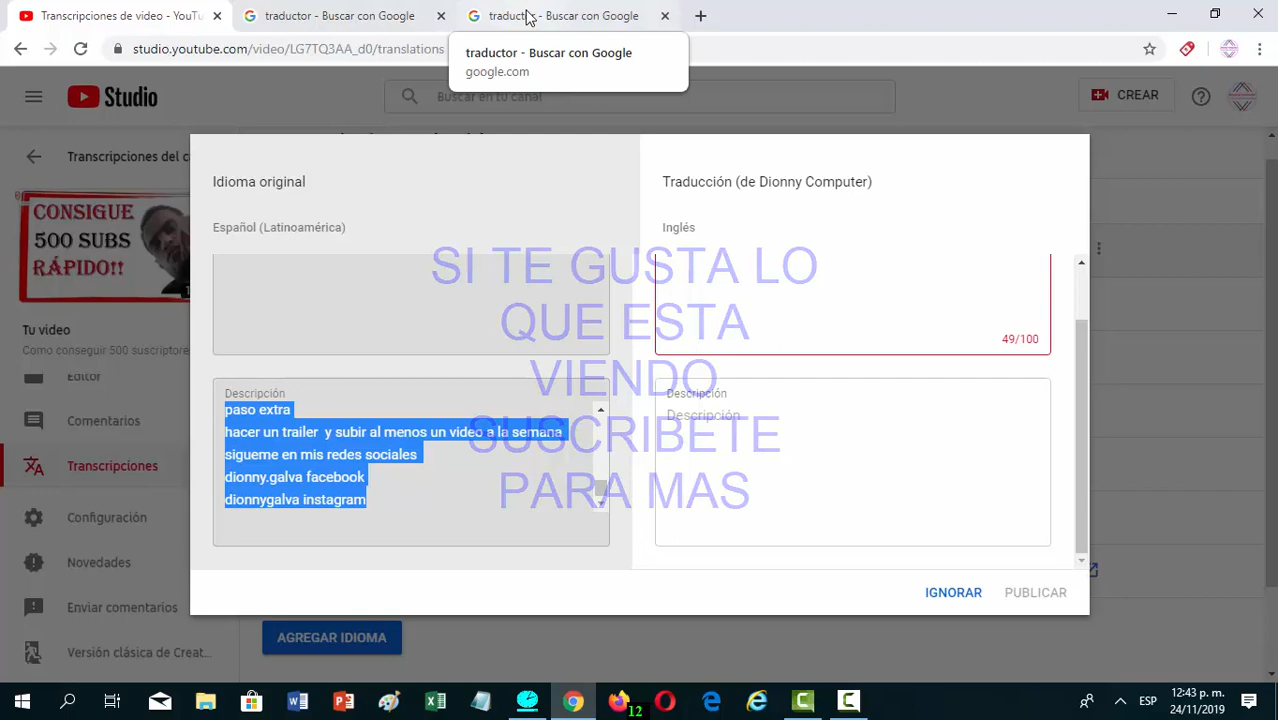 Transcripciones de video - YouTu
traductor - Buscar con Google
traductor - Buscar con Google
studio.youtube.com/video/LG7TQ3AA_d0/translations
traductor - Buscar con Google
google.com
Studio
Buscar en tu canal
CREAR
Transcripciones del c
CONSIGUE
500 SUBS
RÁPIDO!!
Tu video
Como conseguir 500 suscriptore
Editor
Comentarios
Transcripciones
Configuración
Novedades
Enviar comentarios
Versión clásica de Creat...
Idioma original
Español (Latinoamérica)
Descripción
paso extra
hacer un trailer y subir al menos un video a la semana
sigueme en mis redes sociales
dionny.galva facebook
dionnygalva instagram
Traducción (de Dionny Computer)
Inglés
49/100
Descripción
Descripción
IGNORAR
PUBLICAR
SI TE GUSTA LO
QUE ESTA
VIENDO
SUSCRIBETE
PARA MAS
AGREGAR IDIOMA
12
ESP
12:43 p. m.
24/11/2019